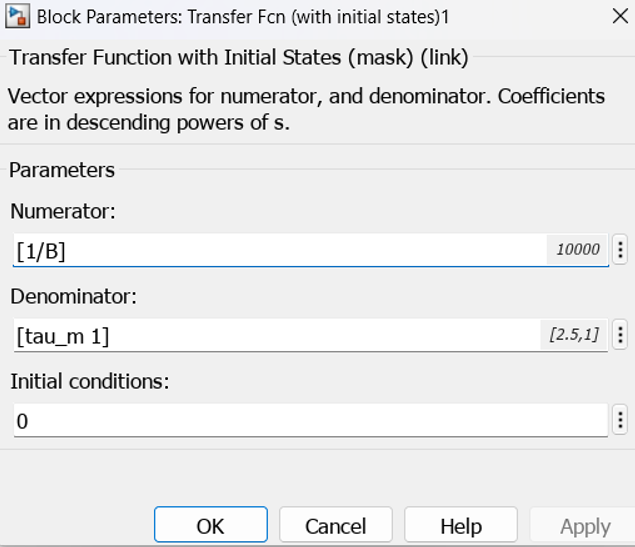 Block Parameters: Transfer Fcn (with initial states)1
Transfer Function with Initial States (mask) (link)
Vector expressions for numerator, and denominator. Coefficients
are in descending powers of s.
Parameters
Numerator:
[1/B] 10000
Denominator:
[tau_m 1] [2.5,1]
Initial conditions:
0
OK Cancel Help Apply